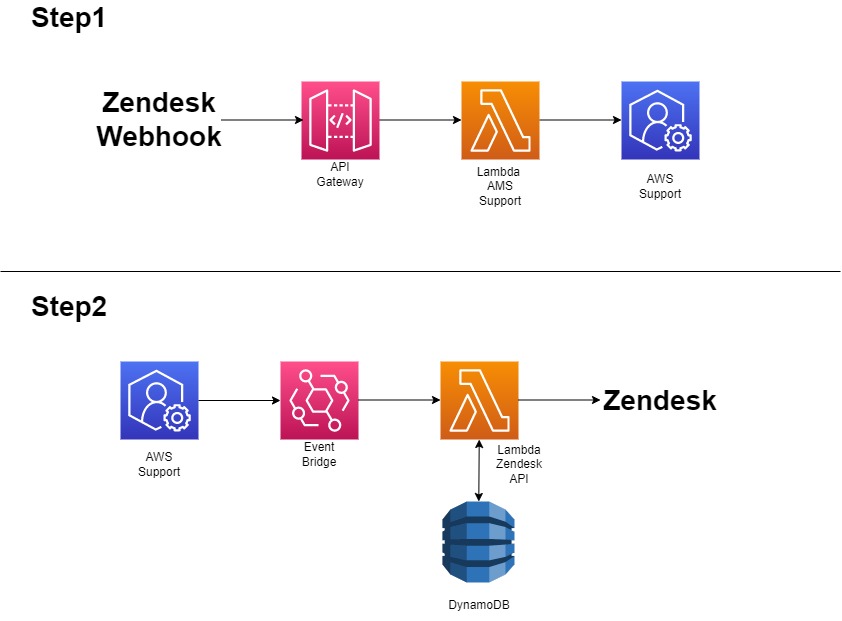 Step1
Zendesk
Webhook
</>
API
Gateway
Lambda
AMS
Support
AWS
Support
Step2
Zendesk
AWS
Support
Event
Bridge
Lambda
Zendesk
API
DynamoDB